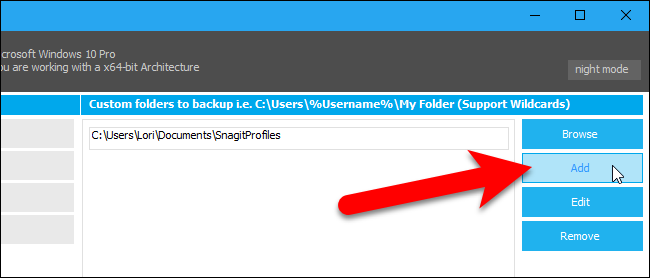 crosoft Windows 10 Pro
ou are working with a x64-bit Architecture
night mode
Custom folders to backup i.e. C:\Users\%Username%\My Folder (Support Wildcards)
C:\Users\Lori\Documents\SnagitProfiles
Browse
Add
Edit
Remove